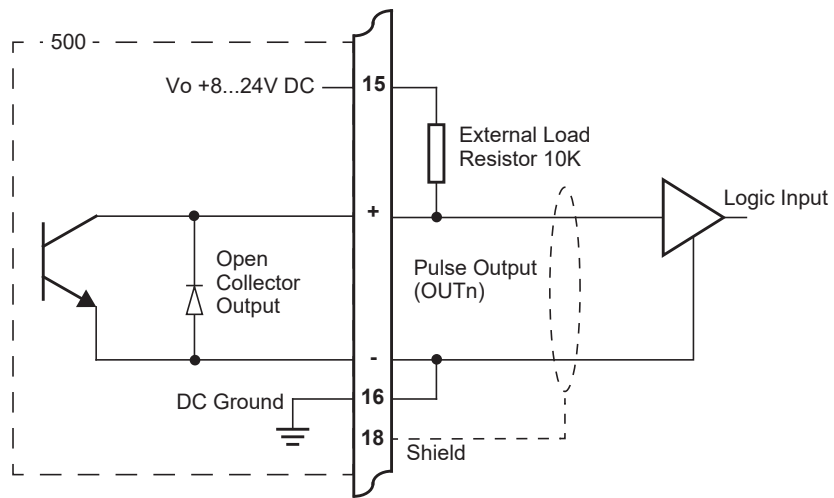 500
Vo +8...24V DC
15
External Load
Resistor 10K
+
Logic Input
Open
Collector
Output
Pulse Output
(OUTn)
-
DC Ground
16
18
Shield